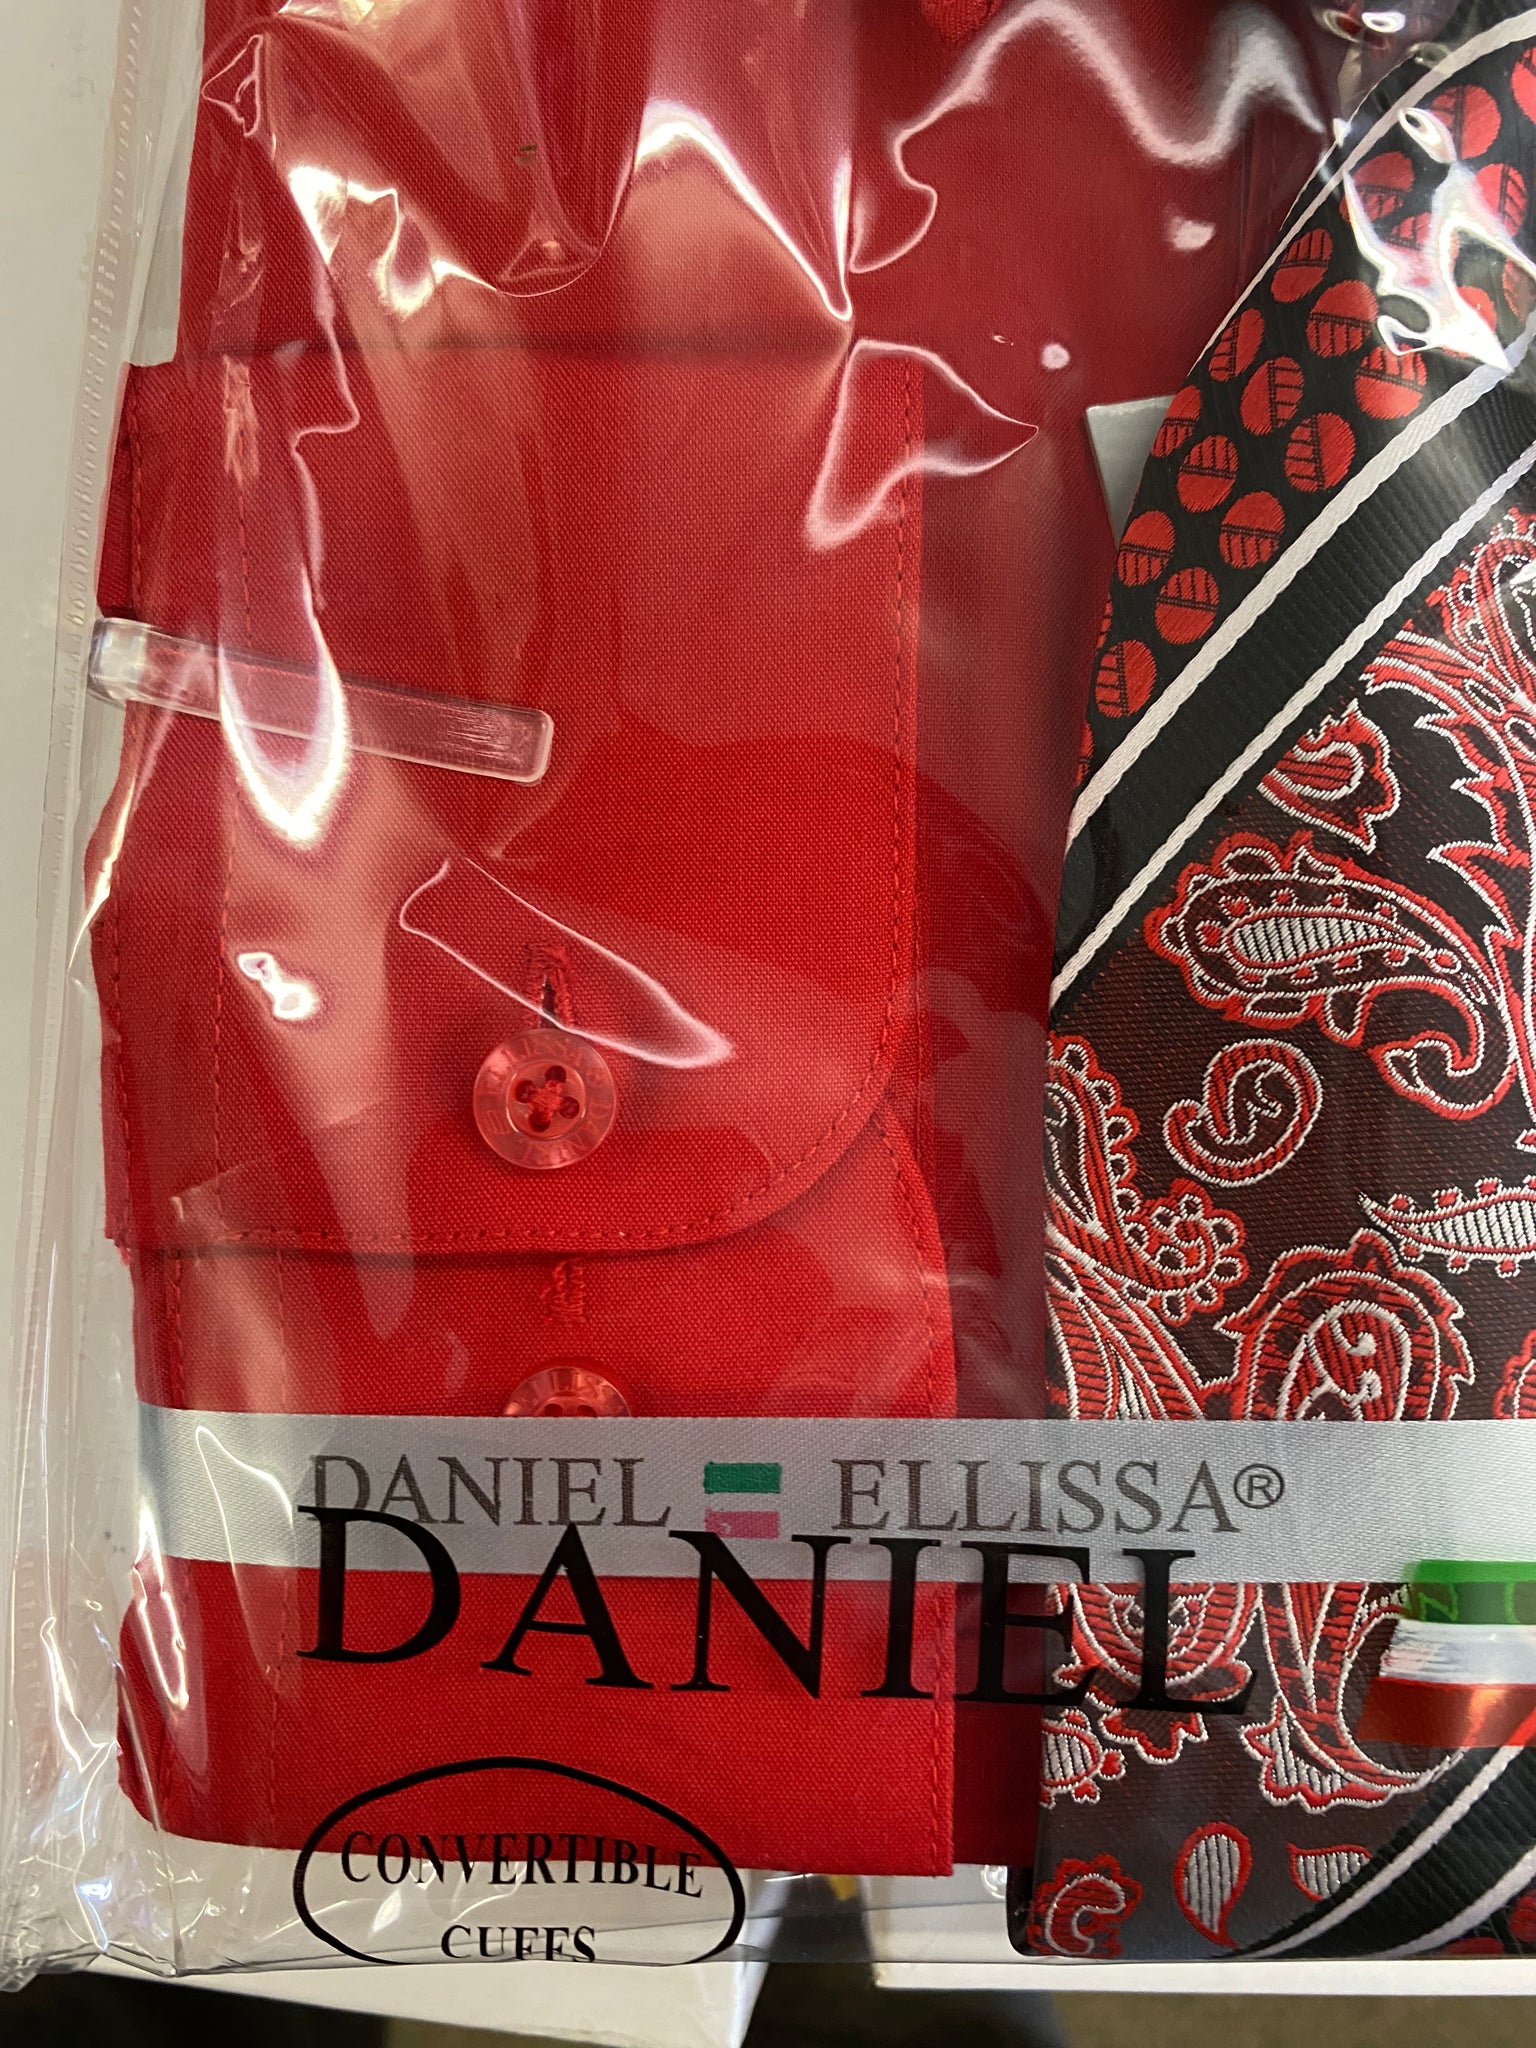 DANIEL ELLISSA®
DANIEL
CONVERTIBLE
CUFFS